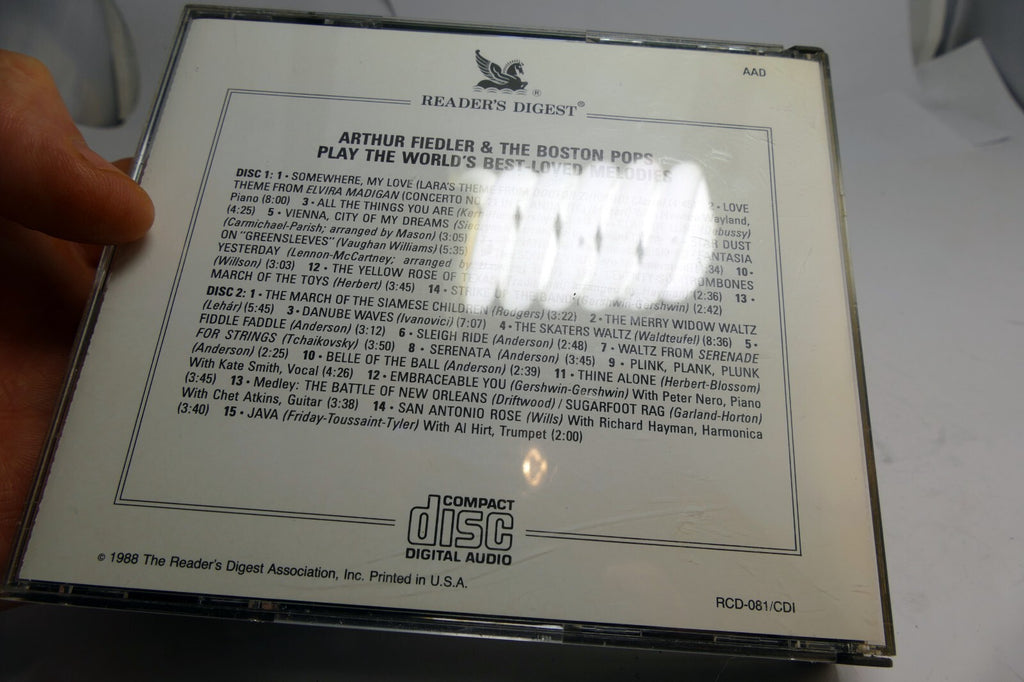 AAD
READER'S DIGEST®
ARTHUR FIEDLER & THE BOSTON POPS
PLAY THE WORLD'S BEST-LOVED MELODIES
DISC 1: 1 • SOMEWHERE, MY LOVE (LARA'S THEME FROM 2 • LOVE
THEME FROM ELVIRA MADIGAN (CONCERTO NO. Wayland,
Piano (8:00) 3 • ALL THE THINGS YOU ARE (Kern
(4:25) 5 • VIENNA, CITY OF MY DREAMS DUST
(Carmichael-Parish; arranged by Mason) (3:05)
ON "GREENSLEEVES" (Vaughan Williams) (5:35)
YESTERDAY (Lennon-McCartney; arranged by 10 •
(Willson) (3:03) 12 • THE YELLOW ROSE OF (2:36) 13 •
MARCH OF THE TOYS (Herbert) (3:45) 14 • (Gershwin-Gershwin) (2:42)
DISC 2: 1 • THE MARCH OF THE SIAMESE CHILDREN (Rodgers) (3:22) 2 • THE MERRY WIDOW WALTZ
(Lehár) (5:45) 3 • DANUBE WAVES (Ivanovici) (7:07) 4 • THE SKATERS WALTZ (Waldteufel) (8:36) 5 •
FIDDLE FADDLE (Anderson) (3:12) 6 • SLEIGH RIDE (Anderson) (2:48) 7 • WALTZ FROM SERENADE
FOR STRINGS (Tchaikovsky) (3:50) 8 • SERENATA (Anderson) (3:45) 9 • PLINK, PLANK, PLUNK
(Anderson) (2:25) 10 • BELLE OF THE BALL (Anderson) (2:39) 11 • THINE ALONE (Herbert-Blossom)
With Kate Smith, Vocal (4:26) 12 • EMBRACEABLE YOU (Gershwin-Gershwin) With Peter Nero, Piano
(3:45) 13 • Medley: THE BATTLE OF NEW ORLEANS (Driftwood) / SUGARFOOT RAG (Garland-Horton)
With Chet Atkins, Guitar (3:38) 14 • SAN ANTONIO ROSE (Wills) With Richard Hayman, Harmonica
(3:40) 15 • JAVA (Friday-Toussaint-Tyler) With Al Hirt, Trumpet (2:00)
COMPACT
disc
DIGITAL AUDIO
© 1988 The Reader's Digest Association, Inc. Printed in U.S.A.
RCD-081/CDI